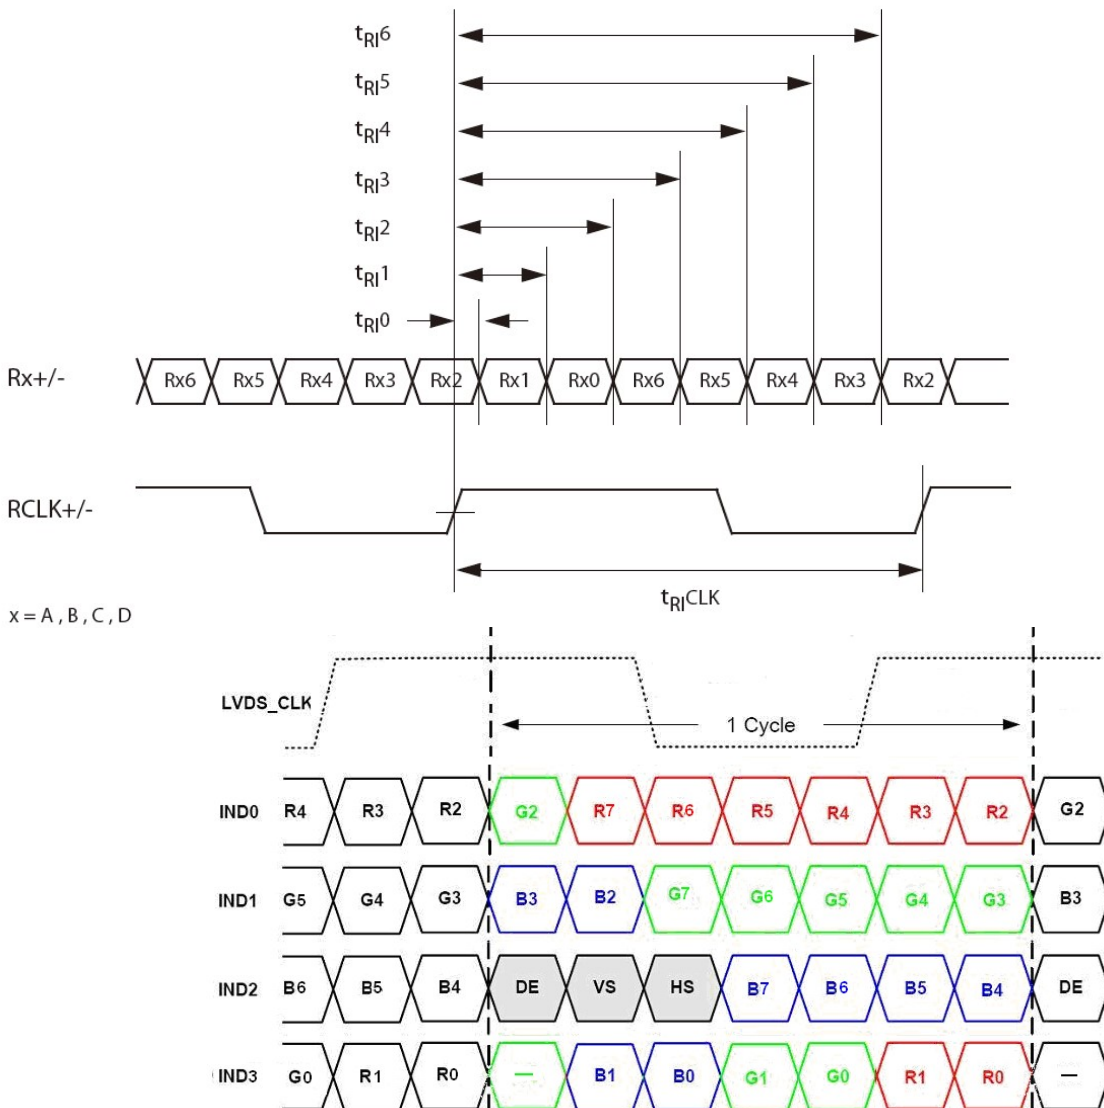 tRI6
tRI5
tRI4
tRI3
tRI2
tRI1
tRI0
Rx+/- Rx6 Rx5 Rx4 Rx3 Rx2 Rx1 Rx0 Rx6 Rx5 Rx4 Rx3 Rx2
RCLK+/-
tRICLK
x = A , B , C , D
LVDS_CLK
1 Cycle
IND0 R4 R3 R2 G2 R7 R6 R5 R4 R3 R2 G2
IND1 G5 G4 G3 B3 B2 G7 G6 G5 G4 G3 B3
IND2 B6 B5 B4 DE VS HS B7 B6 B5 B4 DE
IND3 G0 R1 R0 — B1 B0 G1 G0 R1 R0 —